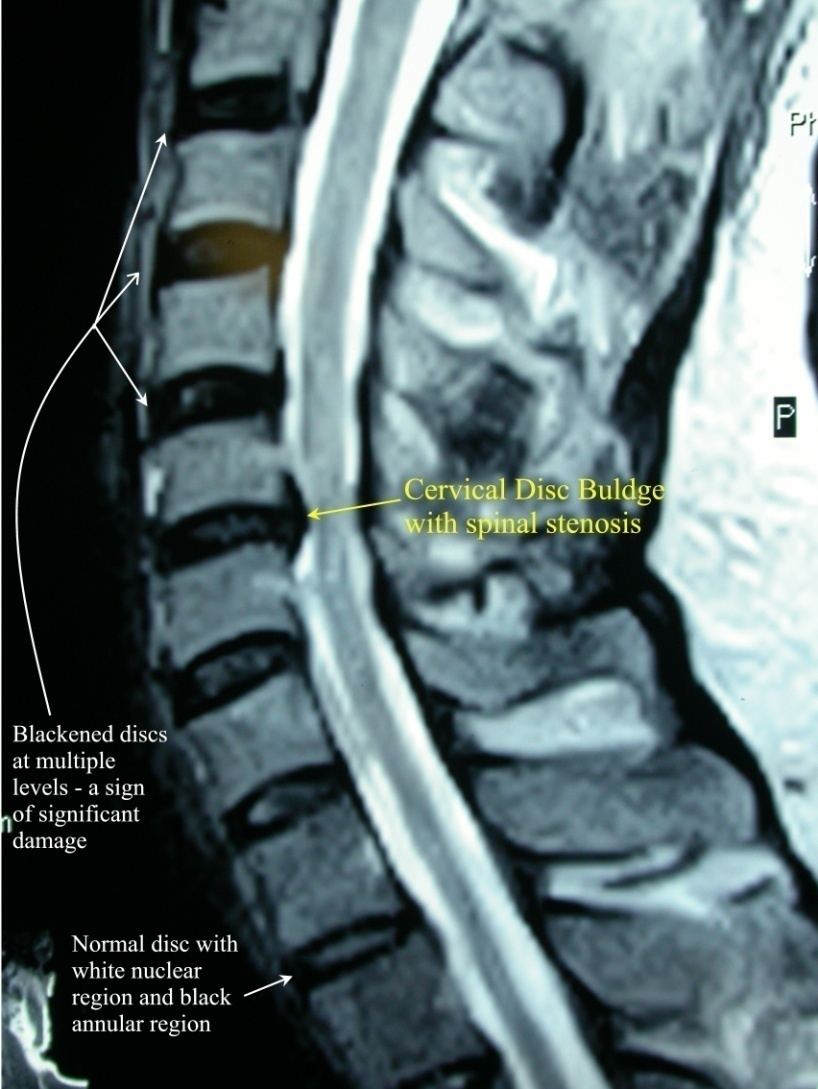 Ph
P
Cervical Disc Buldge
with spinal stenosis
Blackened discs
at multiple
levels - a sign
of significant
damage
Normal disc with
white nuclear
region and black
annular region